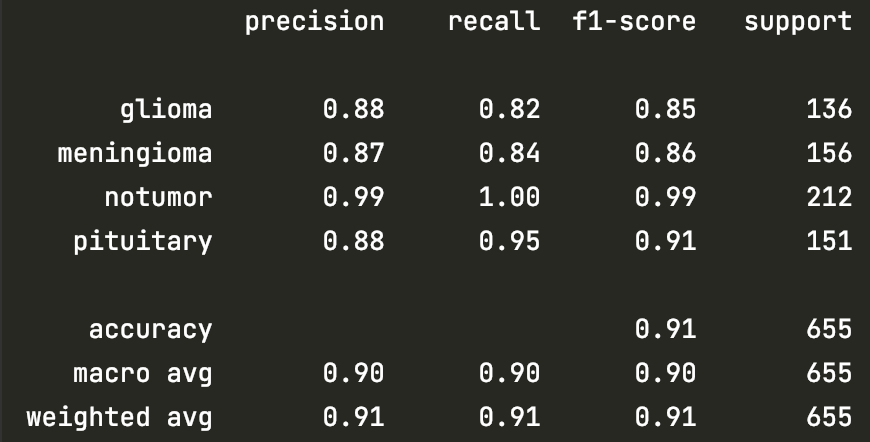 precision recall f1-score support
glioma 0.88 0.82 0.85 136
meningioma 0.87 0.84 0.86 156
notumor 0.99 1.00 0.99 212
pituitary 0.88 0.95 0.91 151
accuracy 0.91 655
macro avg 0.90 0.90 0.90 655
weighted avg 0.91 0.91 0.91 655